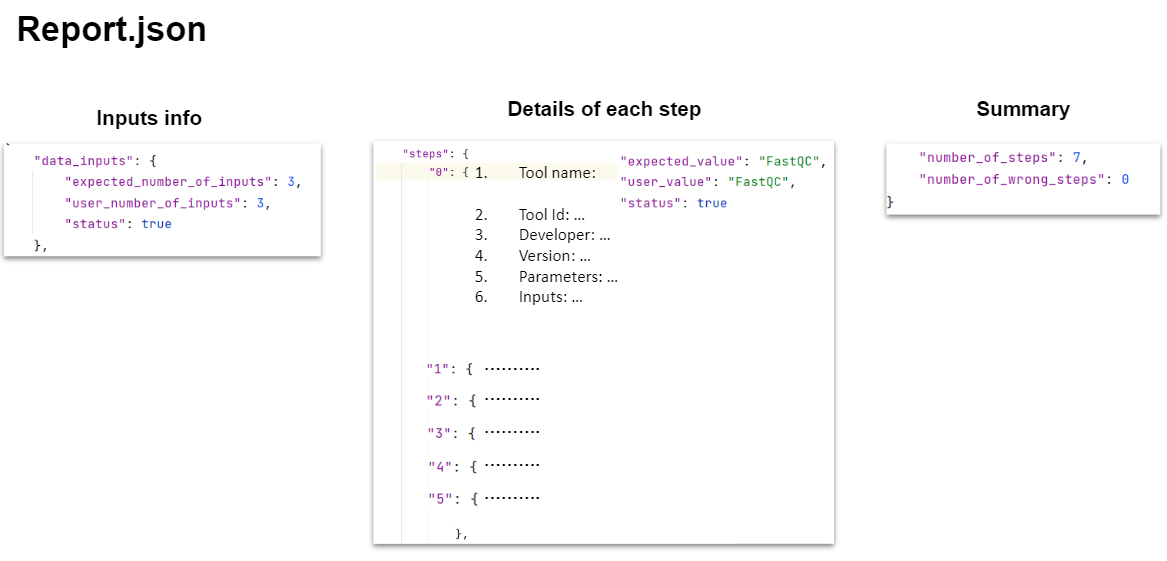 Report.json
Inputs info
"data_inputs": {
"expected_number_of_inputs": 3,
"user_number_of_inputs": 3,
"status": true
},
Details of each step
"steps": {
"0": { 1. Tool name:
"expected_value": "FastQC",
"user_value": "FastQC",
"status": true
2. Tool Id: ...
3. Developer: ...
4. Version: ...
5. Parameters: ...
6. Inputs: ...
"1": { ..........
"2": { ..........
"3": { ..........
"4": { ..........
"5": { ..........
},
Summary
"number_of_steps": 7,
"number_of_wrong_steps": 0
}